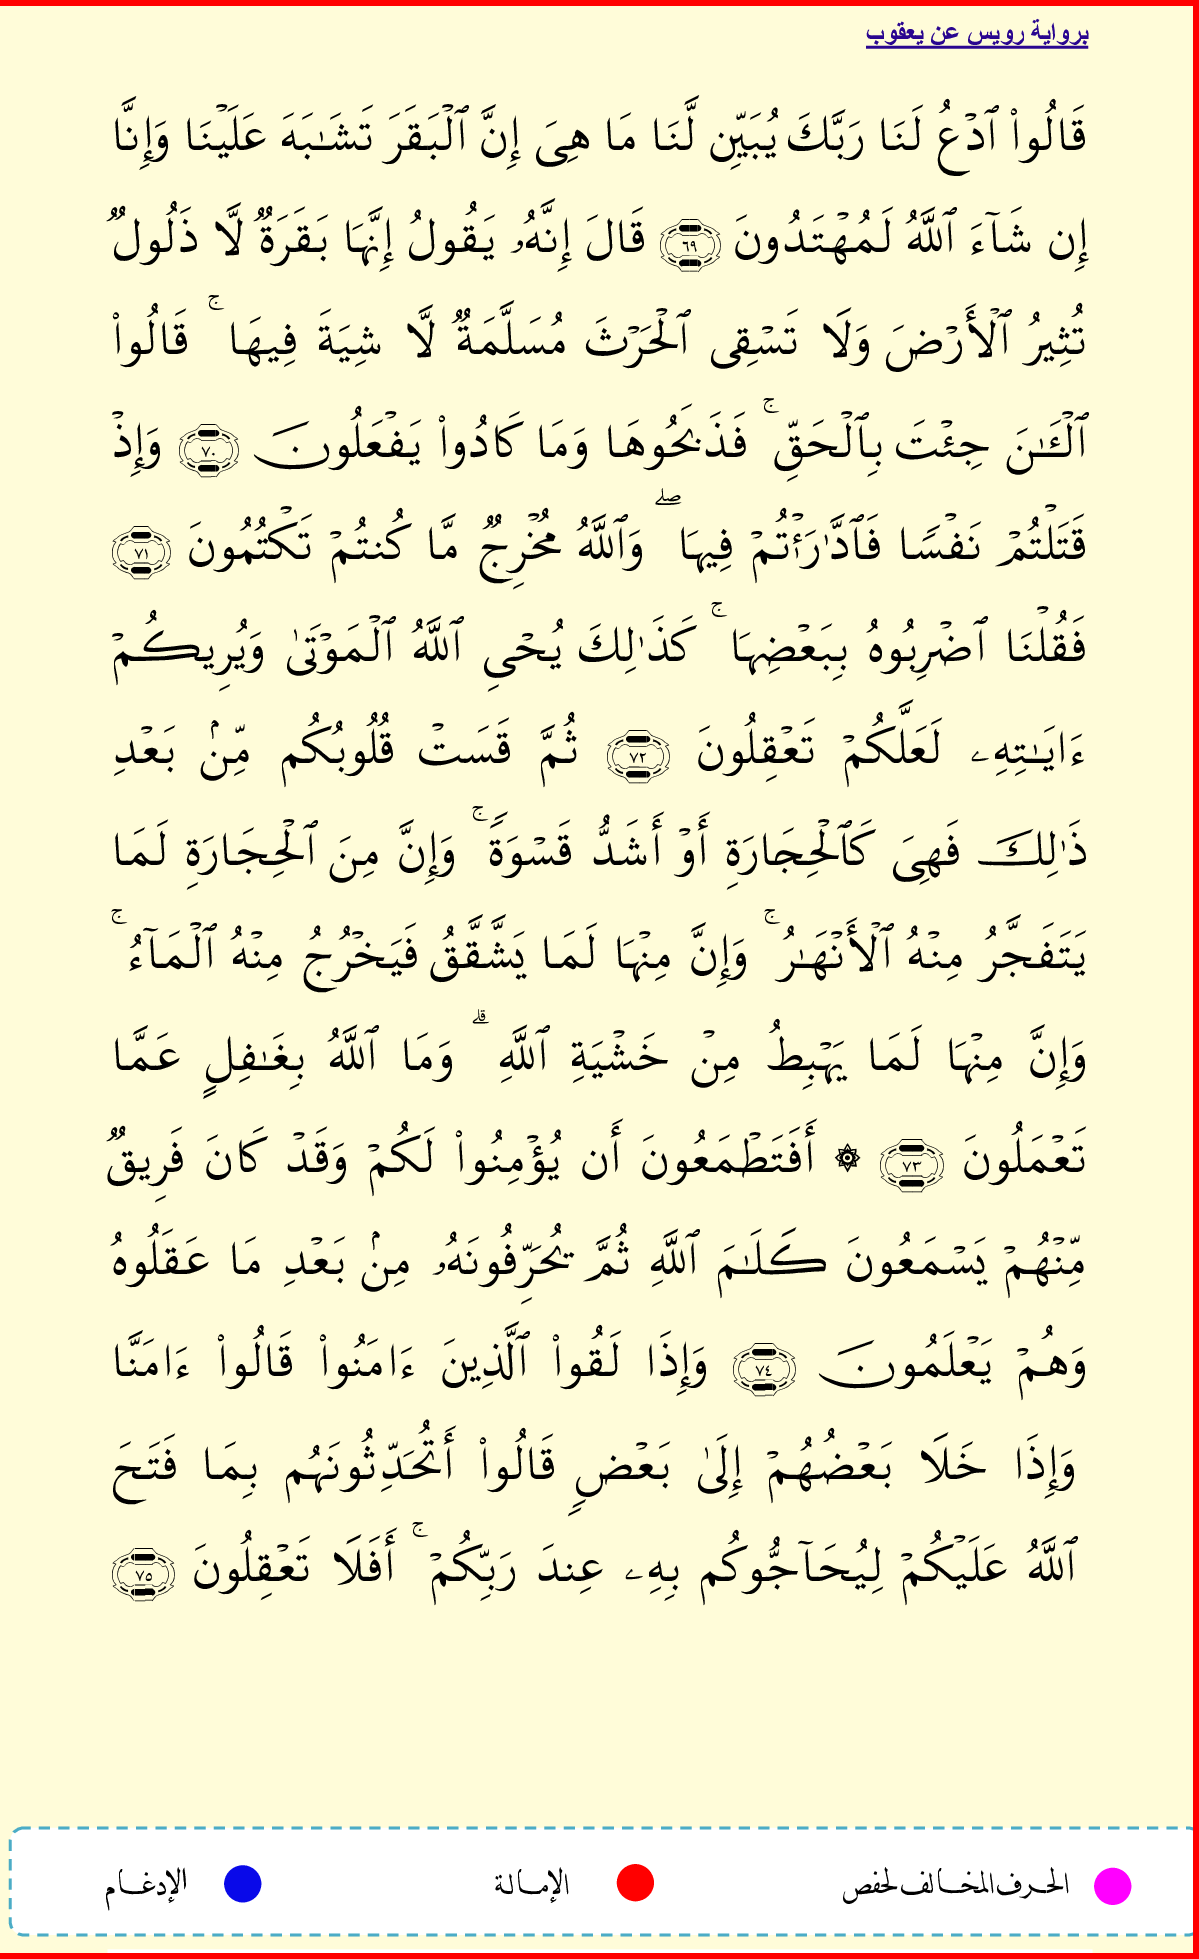 برواية رويس عن يعقوب
قَالُوا۟ ٱدۡعُ لَنَا رَبَّكَ يُبَيِّن لَّنَا مَا هِىَ إِنَّ ٱلۡبَقَرَ تَشَـٰبَهَ عَلَيۡنَا وَإِنَّا
إِن شَآءَ ٱللَّهُ لَمُهۡتَدُونَ ٦٩ قَالَ إِنَّهُۥ يَقُولُ إِنَّهَا بَقَرَةٌ لَّا ذَلُولٌ
تُثِيرُ ٱلۡأَرۡضَ وَلَا تَسۡقِى ٱلۡحَرۡثَ مُسَلَّمَةٌ لَّا شِيَةَ فِيهَا ۚ قَالُوا۟
ٱلۡـَٔـٰنَ جِئۡتَ بِٱلۡحَقِّ ۚ فَذَبَحُوهَا وَمَا كَادُوا۟ يَفۡعَلُونَ ٧٠ وَإِذۡ
قَتَلۡتُمۡ نَفۡسًا فَٱدَّٰرَٰٔتُمۡ فِيهَا ۖ وَٱللَّهُ مُخۡرِجٌ مَّا كُنتُمۡ تَكۡتُمُونَ ٧١
فَقُلۡنَا ٱضۡرِبُوهُ بِبَعۡضِهَا ۚ كَذَٰلِكَ يُحۡىِ ٱللَّهُ ٱلۡمَوۡتَىٰ وَيُرِيكُمۡ
ءَايَـٰتِهِۦ لَعَلَّكُمۡ تَعۡقِلُونَ ٧٢ ثُمَّ قَسَتۡ قُلُوبُكُم مِّنۢ بَعۡدِ
ذَٰلِكَ فَهِىَ كَٱلۡحِجَارَةِ أَوۡ أَشَدُّ قَسۡوَةً ۚ وَإِنَّ مِنَ ٱلۡحِجَارَةِ لَمَا
يَتَفَجَّرُ مِنۡهُ ٱلۡأَنۡهَـٰرُ ۚ وَإِنَّ مِنۡهَا لَمَا يَشَّقَّقُ فَيَخۡرُجُ مِنۡهُ ٱلۡمَآءُ ۚ
وَإِنَّ مِنۡهَا لَمَا يَهۡبِطُ مِنۡ خَشۡيَةِ ٱللَّهِ ۗ وَمَا ٱللَّهُ بِغَـٰفِلٍ عَمَّا
تَعۡمَلُونَ ٧٣ ۞ أَفَتَطۡمَعُونَ أَن يُؤۡمِنُوا۟ لَكُمۡ وَقَدۡ كَانَ فَرِيقٌ
مِّنۡهُمۡ يَسۡمَعُونَ كَلَـٰمَ ٱللَّهِ ثُمَّ يُحَرِّفُونَهُۥ مِنۢ بَعۡدِ مَا عَقَلُوهُ
وَهُمۡ يَعۡلَمُونَ ٧٤ وَإِذَا لَقُوا۟ ٱلَّذِينَ ءَامَنُوا۟ قَالُوا۟ ءَامَنَّا
وَإِذَا خَلَا بَعۡضُهُمۡ إِلَىٰ بَعۡضٍ قَالُوا۟ أَتُحَدِّثُونَهُم بِمَا فَتَحَ
ٱللَّهُ عَلَيۡكُمۡ لِيُحَآجُّوكُم بِهِۦ عِندَ رَبِّكُمۡ ۚ أَفَلَا تَعۡقِلُونَ ٧٥
الحرف المخالف لحفص الإمالة الإدغام